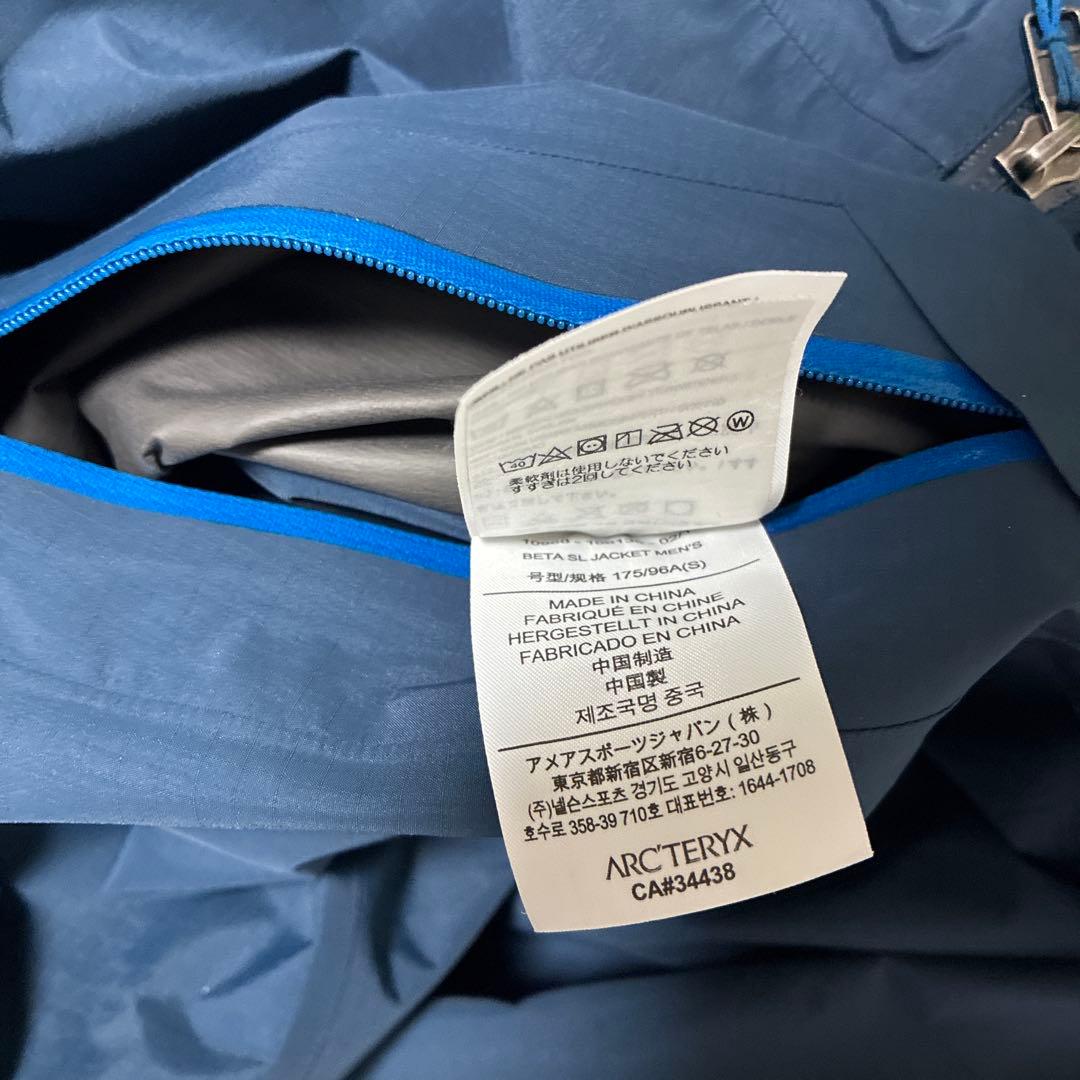 柔軟剤は使用しないでください
すすぎは2回してください
BETA SL JACKET MEN'S
号型/规格 175/96A(S)
MADE IN CHINA
FABRIQUÉ EN CHINE
HERGESTELLT IN CHINA
FABRICADO EN CHINA
中国制造
中国製
제조국명 중국
アメアスポーツジャパン(株)
東京都新宿区新宿6-27-30
(주)넬슨스포츠 경기도 고양시 일산동구
호수로 358-39 710호 대표번호: 1644-1708
ARC'TERYX
CA#34438